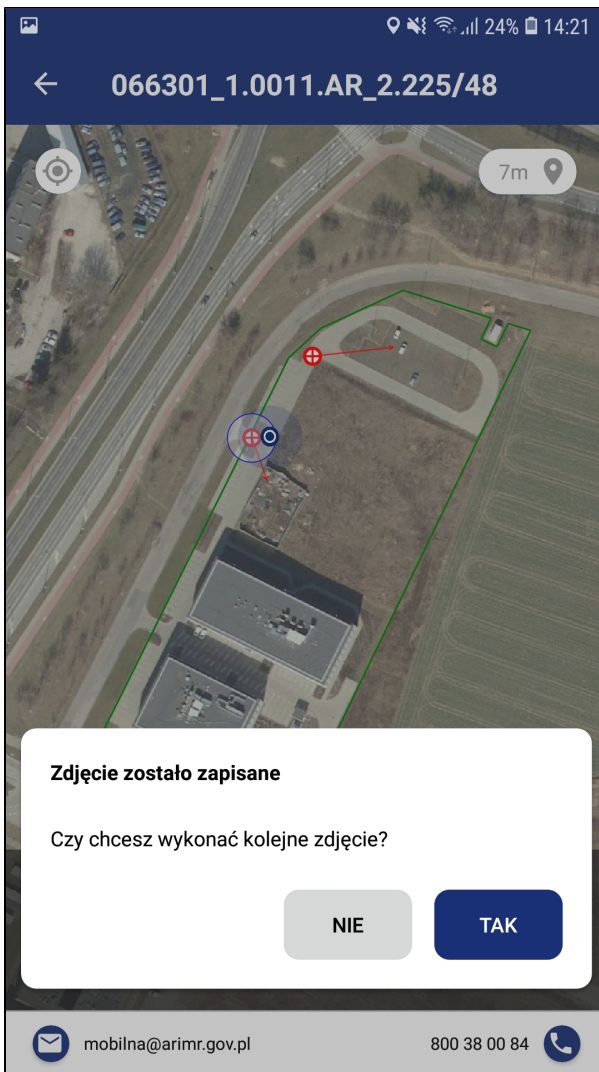 24% 14:21
066301_1.0011.AR_2.225/48
7m
Zdjęcie zostało zapisane
Czy chcesz wykonać kolejne zdjęcie?
NIE TAK
mobilna@arimr.gov.pl 800 38 00 84